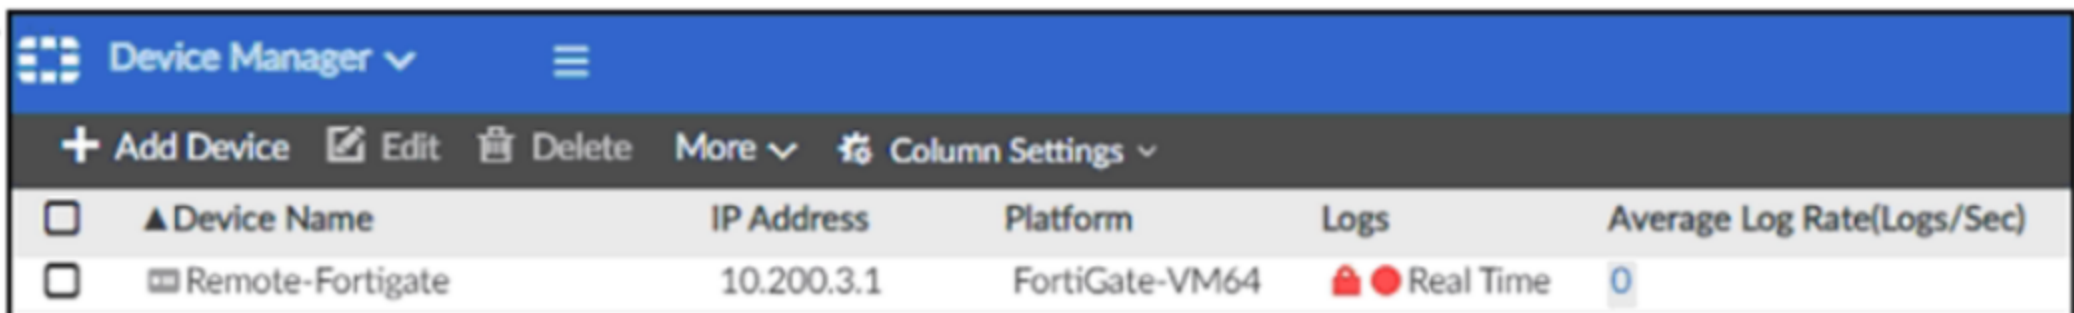 Device Manager
Add Device Edit Delete More Column Settings
Device Name IP Address Platform Logs Average Log Rate(Logs/Sec)
Remote-Fortigate 10.200.3.1 FortiGate-VM64 Real Time 0